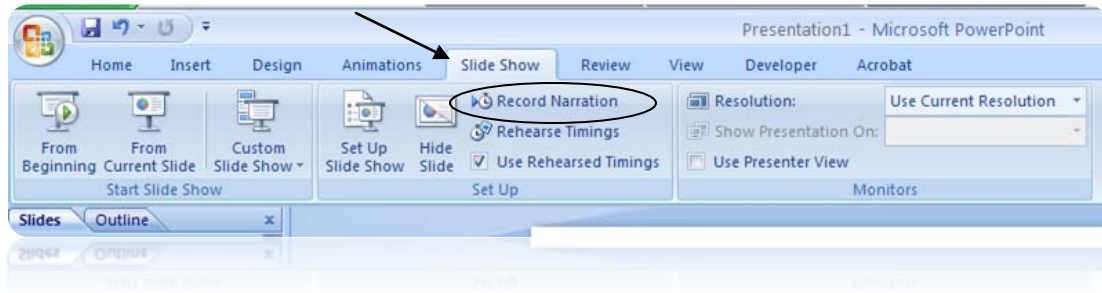 Presentation1 - Microsoft PowerPoint
Home Insert Design Animations Slide Show Review View Developer Acrobat
From Beginning
From Current Slide
Custom Slide Show
Set Up Slide Show
Hide Slide
Record Narration
Rehearse Timings
Use Rehearsed Timings
Resolution: Use Current Resolution
Show Presentation On:
Use Presenter View
Start Slide Show Set Up Monitors
Slides Outline x